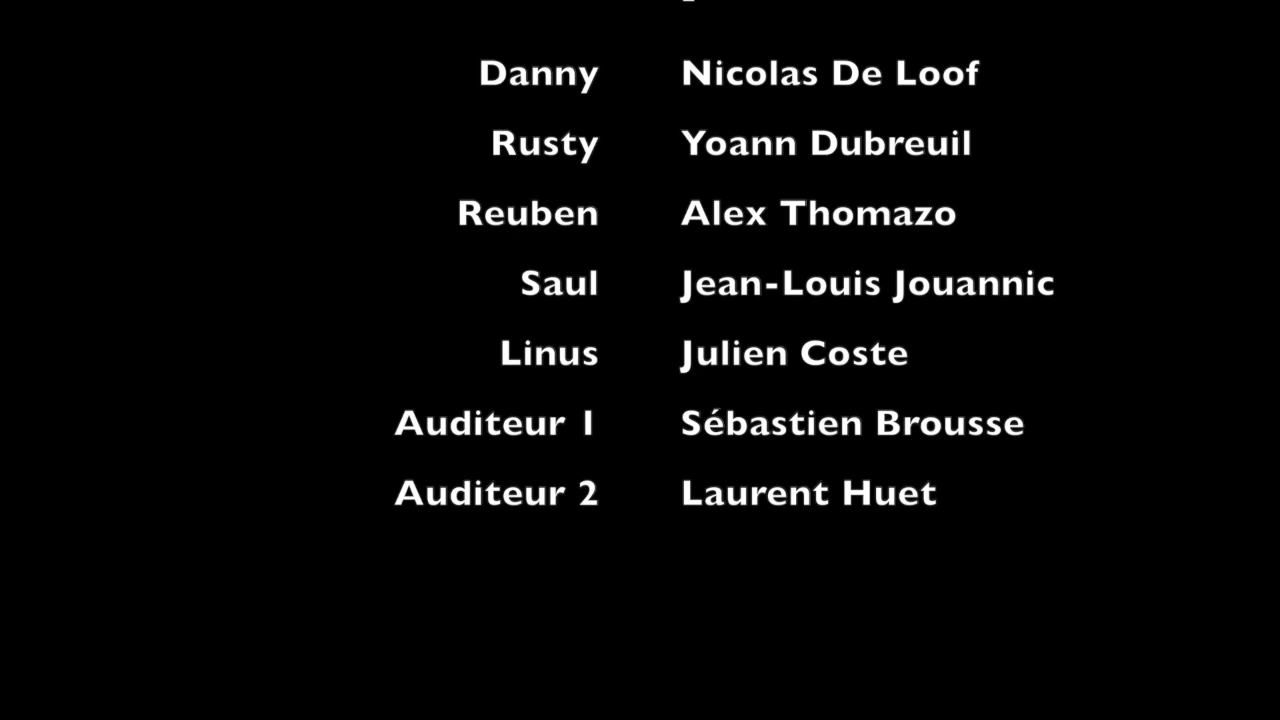 Danny Nicolas De Loof
Rusty Yoann Dubreuil
Reuben Alex Thomazo
Saul Jean-Louis Jouannic
Linus Julien Coste
Auditeur 1 Sébastien Brousse
Auditeur 2 Laurent Huet